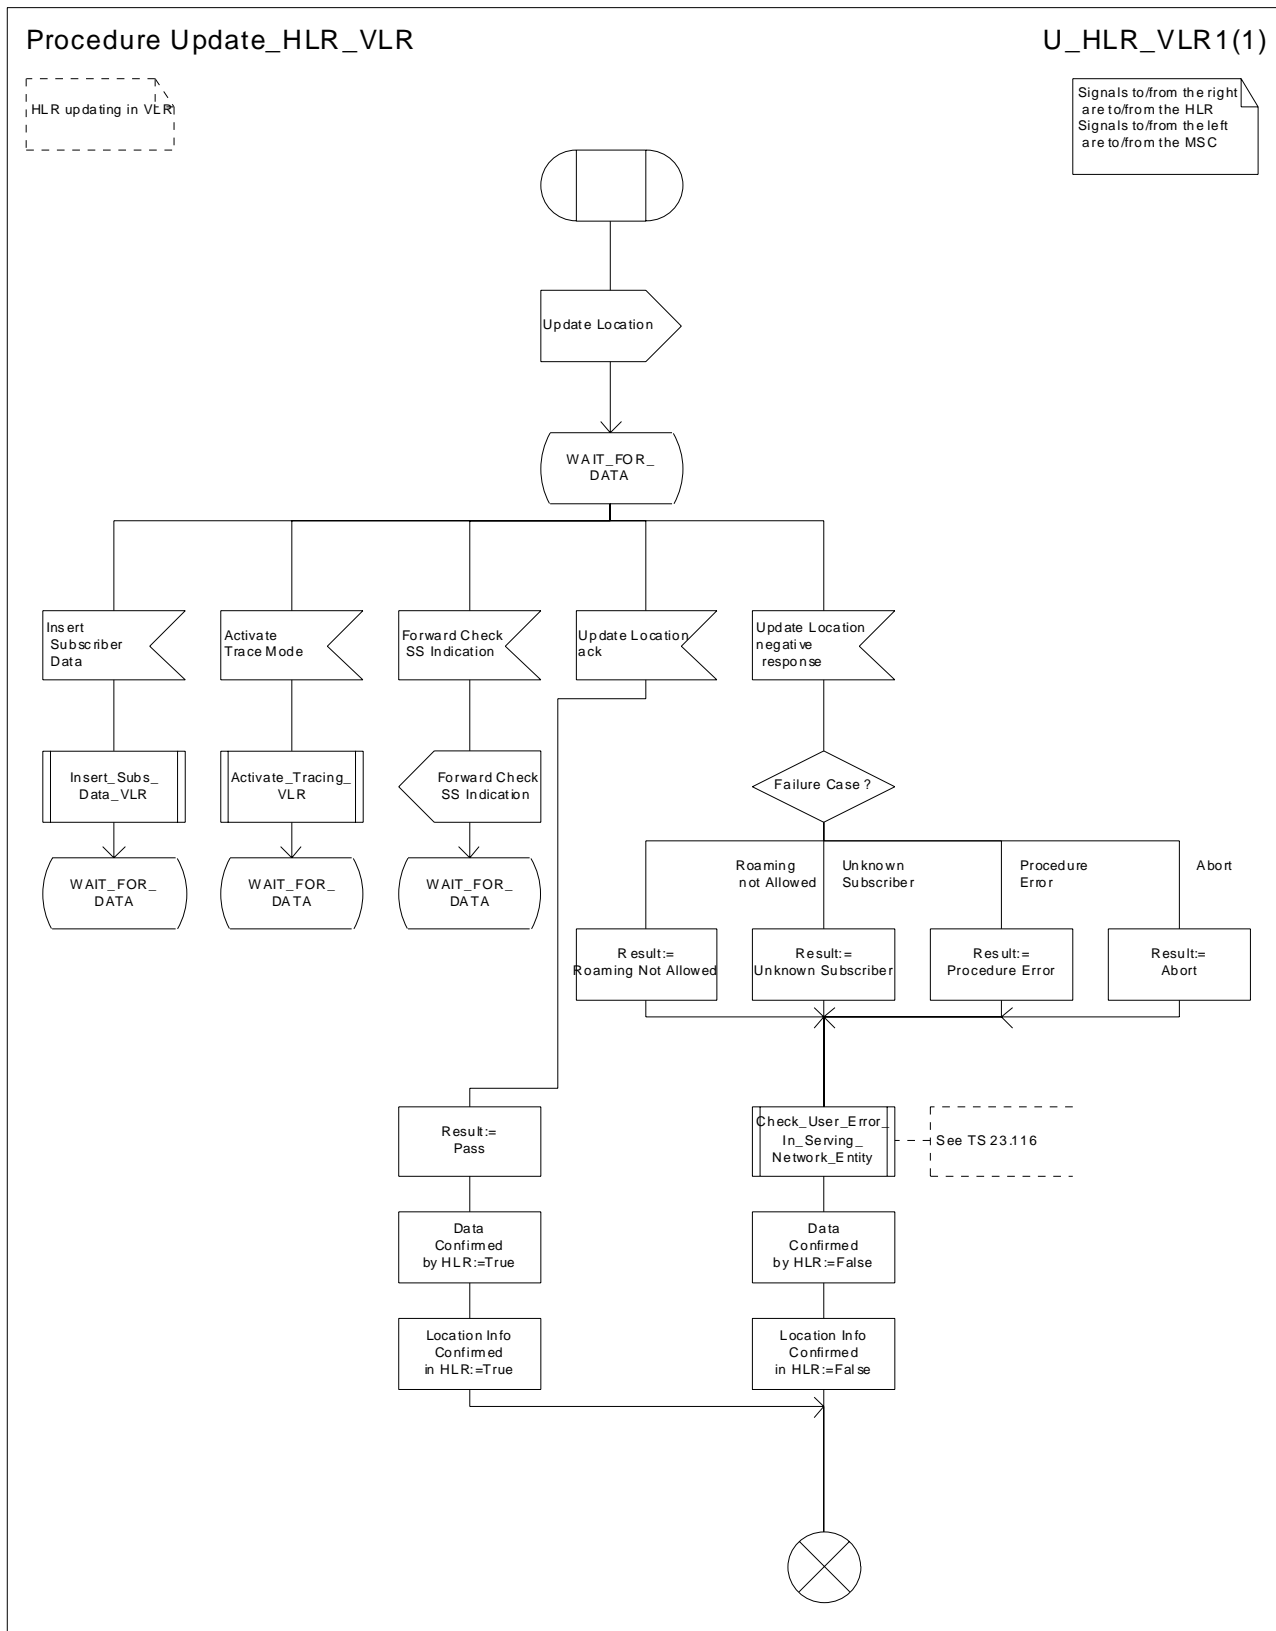 Procedure Update_HLR_VLR
U_HLR_VLR1(1)
HLR updating in VLR
Signals to/from the right
are to/from the HLR
Signals to/from the left
are to/from the MSC
Update Location
WAIT_FOR_
DATA
Insert
Subscriber
Data
Activate
Trace Mode
Forward Check
SS Indication
Update Location
ack
Update Location
negative
response
Insert_Subs_
Data_VLR
Activate_Tracing_
VLR
Forward Check
SS Indication
Failure Case ?
WAIT_FOR_
DATA
WAIT_FOR_
DATA
WAIT_FOR_
DATA
Roaming
not Allowed
Unknown
Subscriber
Procedure
Error
Abort
Result:=
Roaming Not Allowed
Result:=
Unknown Subscriber
Result:=
Procedure Error
Result:=
Abort
Result:=
Pass
Check_User_Error_
In_Serving_
Network_Entity
See TS 23.116
Data
Confirmed
by HLR:=True
Data
Confirmed
by HLR:=False
Location Info
Confirmed
in HLR:=True
Location Info
Confirmed
in HLR:=False